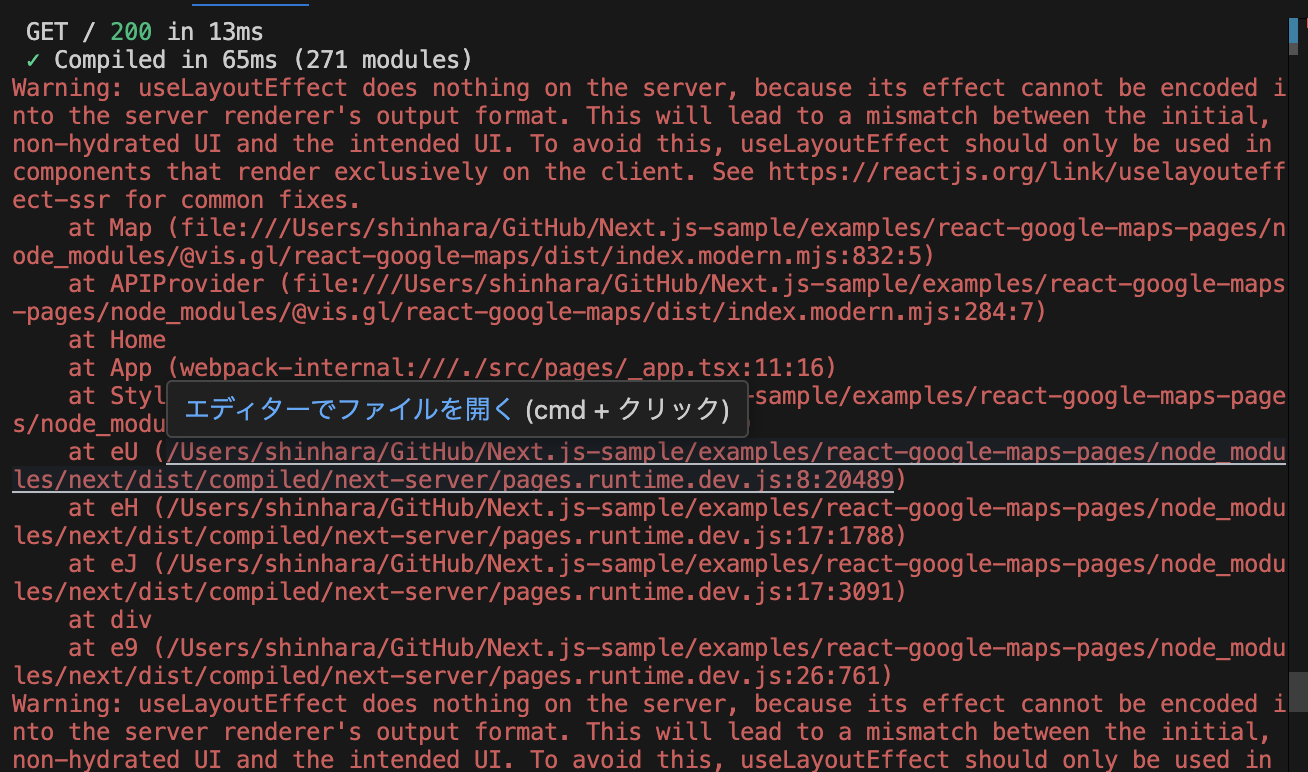 GET / 200 in 13ms
✓ Compiled in 65ms (271 modules)
Warning: useLayoutEffect does nothing on the server, because its effect cannot be encoded i
nto the server renderer's output format. This will lead to a mismatch between the initial,
non-hydrated UI and the intended UI. To avoid this, useLayoutEffect should only be used in
components that render exclusively on the client. See https://reactjs.org/link/uselayouteff
ect-ssr for common fixes.
at Map (file:///Users/shinhara/GitHub/Next.js-sample/examples/react-google-maps-pages/n
ode_modules/@vis.gl/react-google-maps/dist/index.modern.mjs:832:5)
at APIProvider (file:///Users/shinhara/GitHub/Next.js-sample/examples/react-google-maps
-pages/node_modules/@vis.gl/react-google-maps/dist/index.modern.mjs:284:7)
at Home
at App (webpack-internal:///./src/pages/_app.tsx:11:16)
at Styl -sample/examples/react-google-maps-page
エディターでファイルを開く (cmd + クリック)
s/node_modu
at eU (/Users/shinhara/GitHub/Next.js-sample/examples/react-google-maps-pages/node_modu
les/next/dist/compiled/next-server/pages.runtime.dev.js:8:20489)
at eH (/Users/shinhara/GitHub/Next.js-sample/examples/react-google-maps-pages/node_modu
les/next/dist/compiled/next-server/pages.runtime.dev.js:17:1788)
at eJ (/Users/shinhara/GitHub/Next.js-sample/examples/react-google-maps-pages/node_modu
les/next/dist/compiled/next-server/pages.runtime.dev.js:17:3091)
at div
at e9 (/Users/shinhara/GitHub/Next.js-sample/examples/react-google-maps-pages/node_modu
les/next/dist/compiled/next-server/pages.runtime.dev.js:26:761)
Warning: useLayoutEffect does nothing on the server, because its effect cannot be encoded i
nto the server renderer's output format. This will lead to a mismatch between the initial,
non-hydrated UI and the intended UI. To avoid this, useLayoutEffect should only be used in